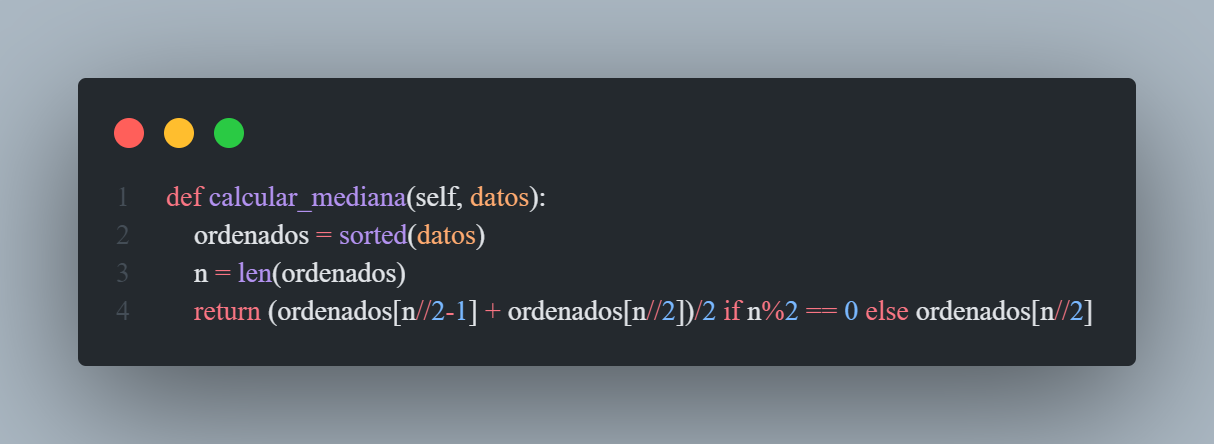 1 def calcular_mediana(self, datos):
2 ordenados = sorted(datos)
3 n = len(ordenados)
4 return (ordenados[n//2-1] + ordenados[n//2])/2 if n%2 == 0 else ordenados[n//2]